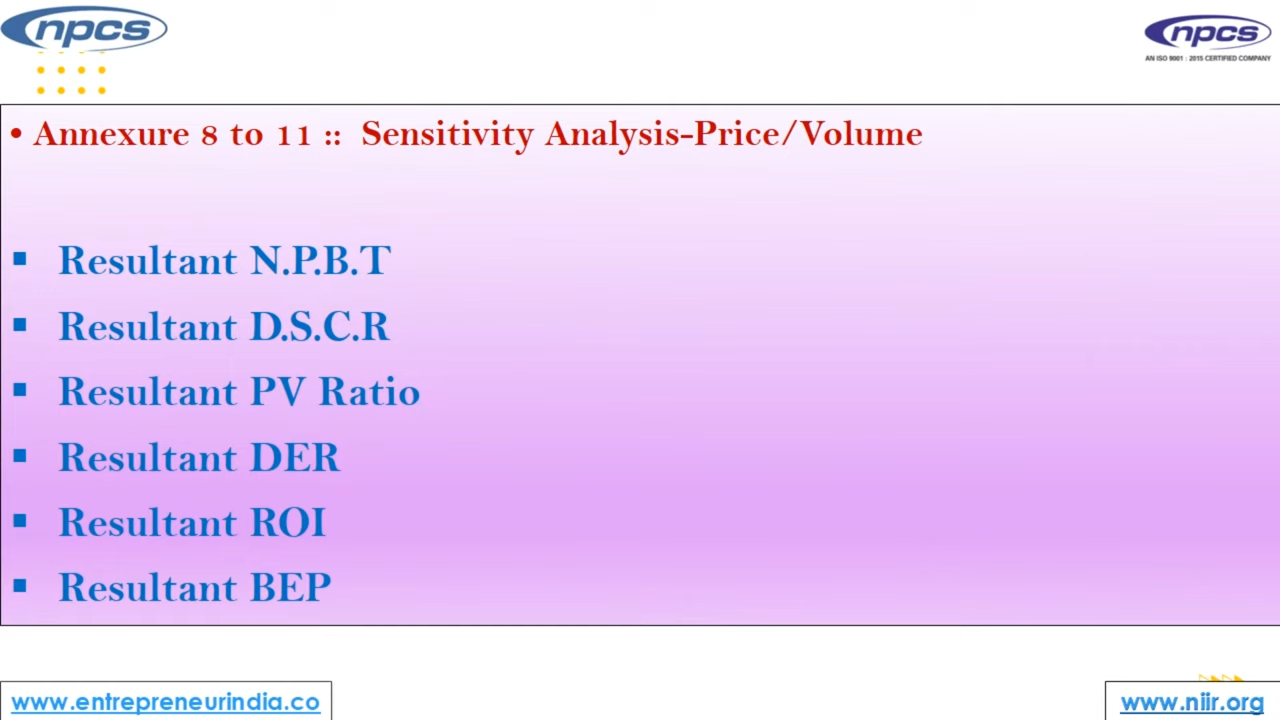 npcs
npcs
AN ISO 9001 : 2015 CERTIFIED COMPANY
• Annexure 8 to 11 :: Sensitivity Analysis-Price/Volume
▪ Resultant N.P.B.T
▪ Resultant D.S.C.R
▪ Resultant PV Ratio
▪ Resultant DER
▪ Resultant ROI
▪ Resultant BEP
www.entrepreneurindia.co
www.niir.org